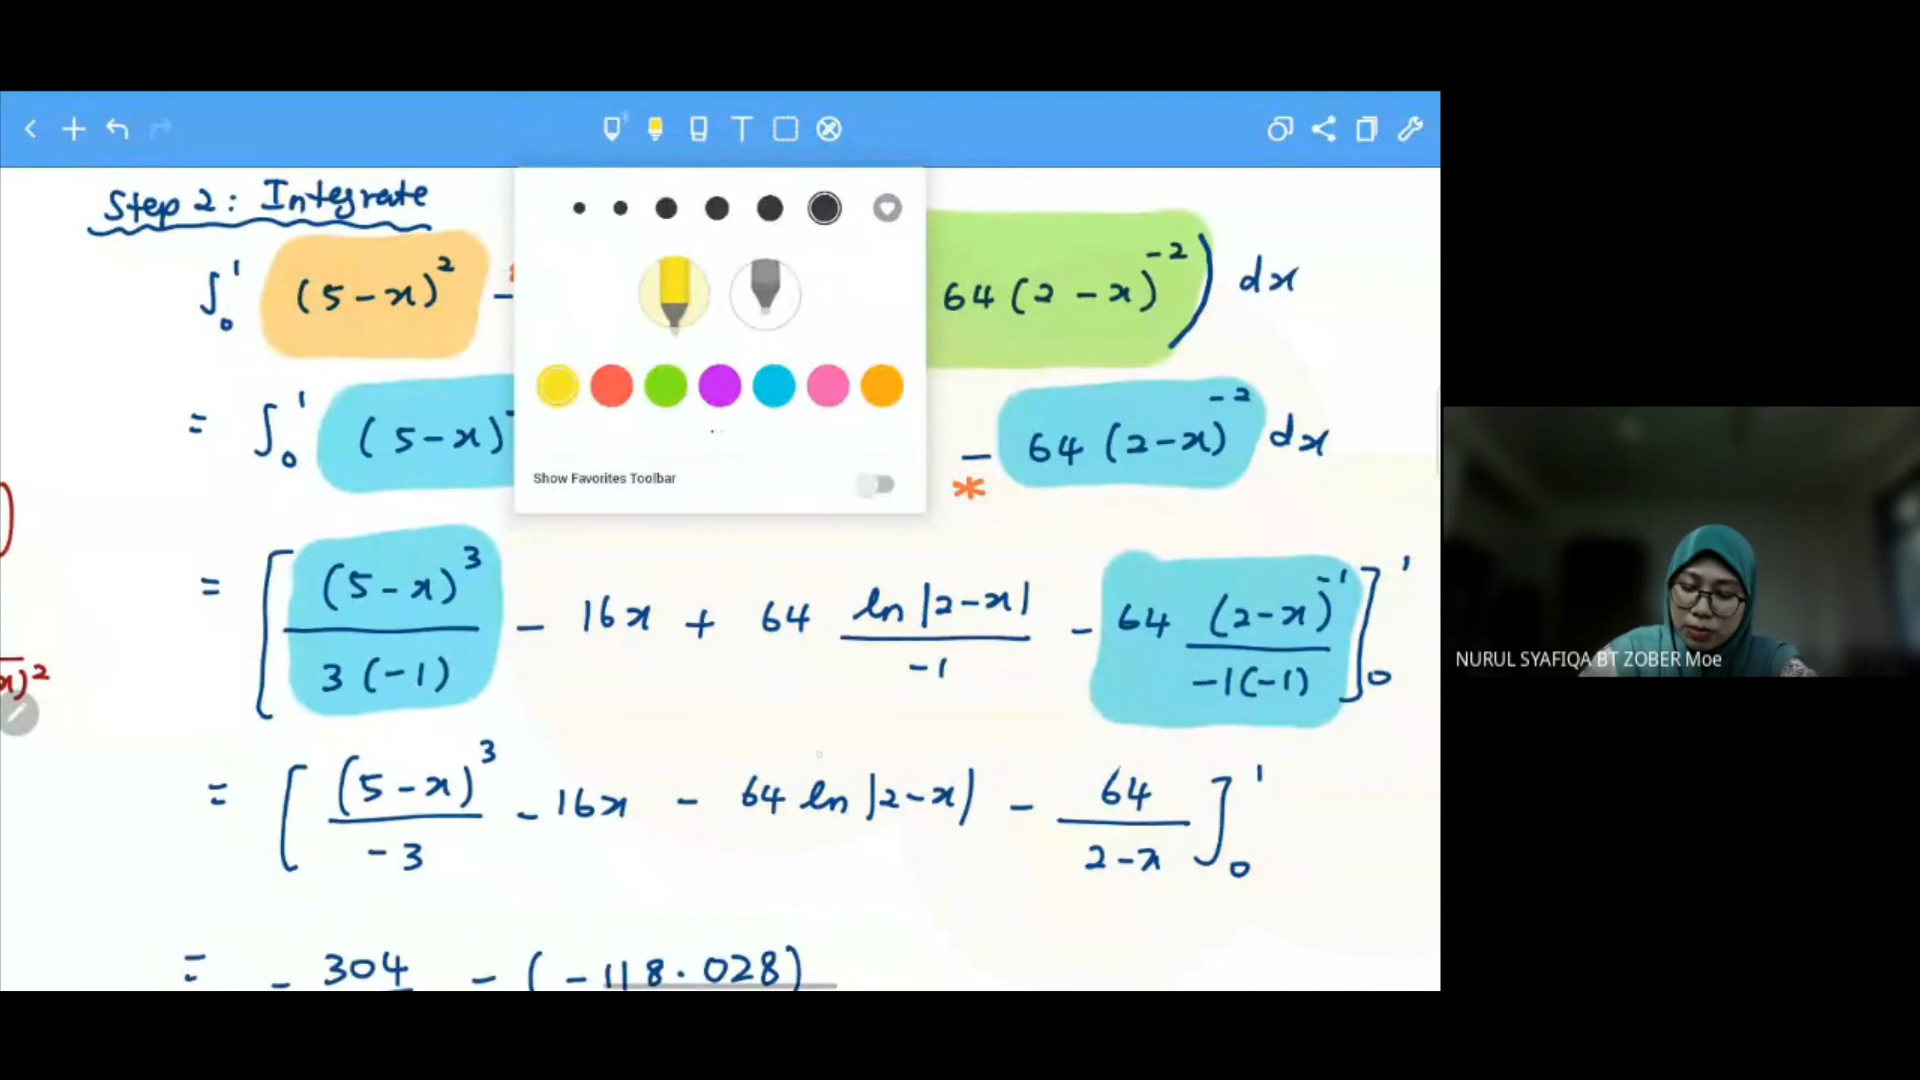 Step 2: Integrate
∫₀¹ (5-x)² - 64(2-x)⁻²) dx
Show Favorites Toolbar
= ∫₀¹ (5-x) - 64(2-x)⁻² dx
*
= [ (5-x)³ / 3(-1) - 16x + 64 ln|2-x| / -1 - 64 (2-x)⁻¹ / -1(-1) ]₀¹
x)²
= [ (5-x)³ / -3 - 16x - 64 ln|2-x| - 64 / 2-x ]₀¹
= - 304 - (-118.028)
NURUL SYAFIQA BT ZOBER Moe